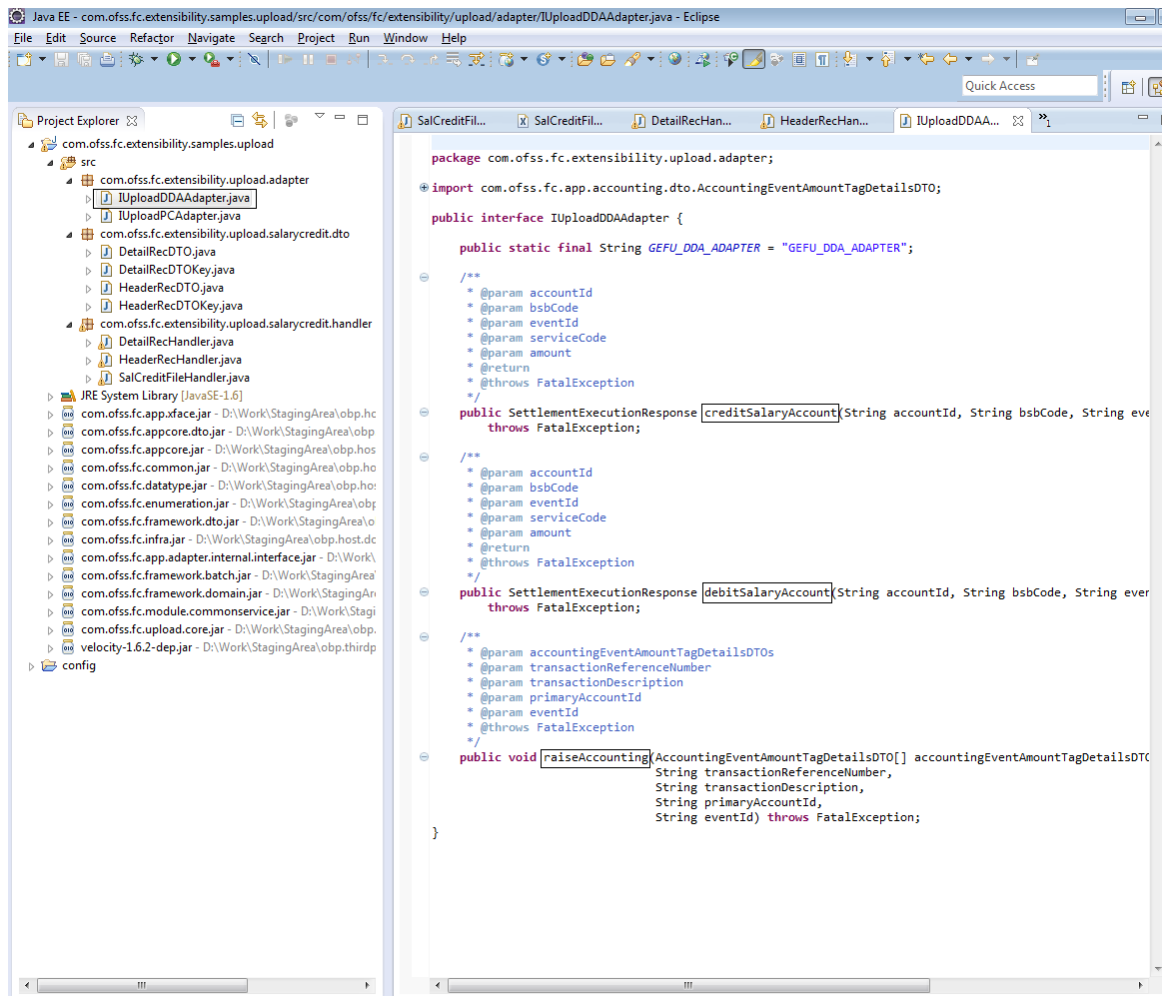 Java EE - com.ofss.fc.extensibility.samples.upload/src/com/ofss/fc/extensibility/upload/adapter/IUploadDDAAdapter.java - Eclipse
File Edit Source Refactor Navigate Search Project Run Window Help
Quick Access
Project Explorer
com.ofss.fc.extensibility.samples.upload
src
com.ofss.fc.extensibility.upload.adapter
IUploadDDAAdapter.java
IUploadPCAdapter.java
com.ofss.fc.extensibility.upload.salarycredit.dto
DetailRecDTO.java
DetailRecDTOKey.java
HeaderRecDTO.java
HeaderRecDTOKey.java
com.ofss.fc.extensibility.upload.salarycredit.handler
DetailRecHandler.java
HeaderRecHandler.java
SalCreditFileHandler.java
JRE System Library [JavaSE-1.6]
com.ofss.fc.app.xface.jar - D:\Work\StagingArea\obp.hc
com.ofss.fc.appcore.dto.jar - D:\Work\StagingArea\obp
com.ofss.fc.appcore.jar - D:\Work\StagingArea\obp.hos
com.ofss.fc.common.jar - D:\Work\StagingArea\obp.ho
com.ofss.fc.datatype.jar - D:\Work\StagingArea\obp.hos
com.ofss.fc.enumeration.jar - D:\Work\StagingArea\obp
com.ofss.fc.framework.dto.jar - D:\Work\StagingArea\o
com.ofss.fc.infra.jar - D:\Work\StagingArea\obp.host.dc
com.ofss.fc.app.adapter.internal.interface.jar - D:\Work\
com.ofss.fc.framework.batch.jar - D:\Work\StagingArea
com.ofss.fc.framework.domain.jar - D:\Work\StagingAre
com.ofss.fc.module.commonservice.jar - D:\Work\Stagi
com.ofss.fc.upload.core.jar - D:\Work\StagingArea\obp.
velocity-1.6.2-dep.jar - D:\Work\StagingArea\obp.thirdp
config
SalCreditFil... SalCreditFil... DetailRecHan... HeaderRecHan... IUploadDDAA... »1
package com.ofss.fc.extensibility.upload.adapter;
import com.ofss.fc.app.accounting.dto.AccountingEventAmountTagDetailsDTO;
public interface IUploadDDAAdapter {
public static final String GEFU_DDA_ADAPTER = "GEFU_DDA_ADAPTER";
/**
* @param accountId
* @param bsbCode
* @param eventId
* @param serviceCode
* @param amount
* @return
* @throws FatalException
*/
public SettlementExecutionResponse creditSalaryAccount(String accountId, String bsbCode, String eve
throws FatalException;
/**
* @param accountId
* @param bsbCode
* @param eventId
* @param serviceCode
* @param amount
* @return
* @throws FatalException
*/
public SettlementExecutionResponse debitSalaryAccount(String accountId, String bsbCode, String even
throws FatalException;
/**
* @param accountingEventAmountTagDetailsDTOs
* @param transactionReferenceNumber
* @param transactionDescription
* @param primaryAccountId
* @param eventId
* @throws FatalException
*/
public void raiseAccounting(AccountingEventAmountTagDetailsDTO[] accountingEventAmountTagDetailsDTO
String transactionReferenceNumber,
String transactionDescription,
String primaryAccountId,
String eventId) throws FatalException;
}